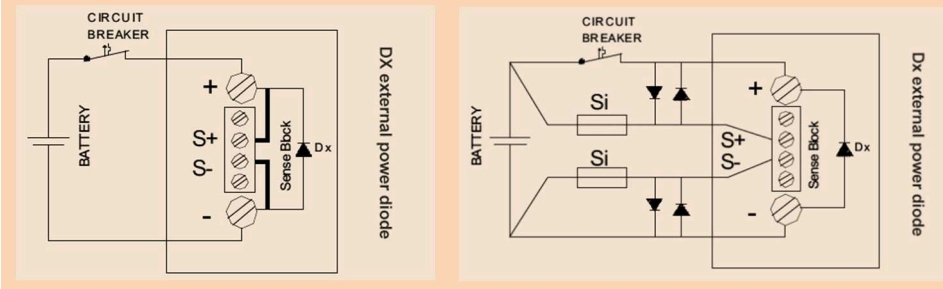 CIRCUIT
BREAKER
BATTERY
+
S+
S-
-
Sense Block
Dx
DX external power diode
CIRCUIT
BREAKER
BATTERY
Si
Si
+
S+
S-
-
Sense Bock
Dx
Dx external power diode